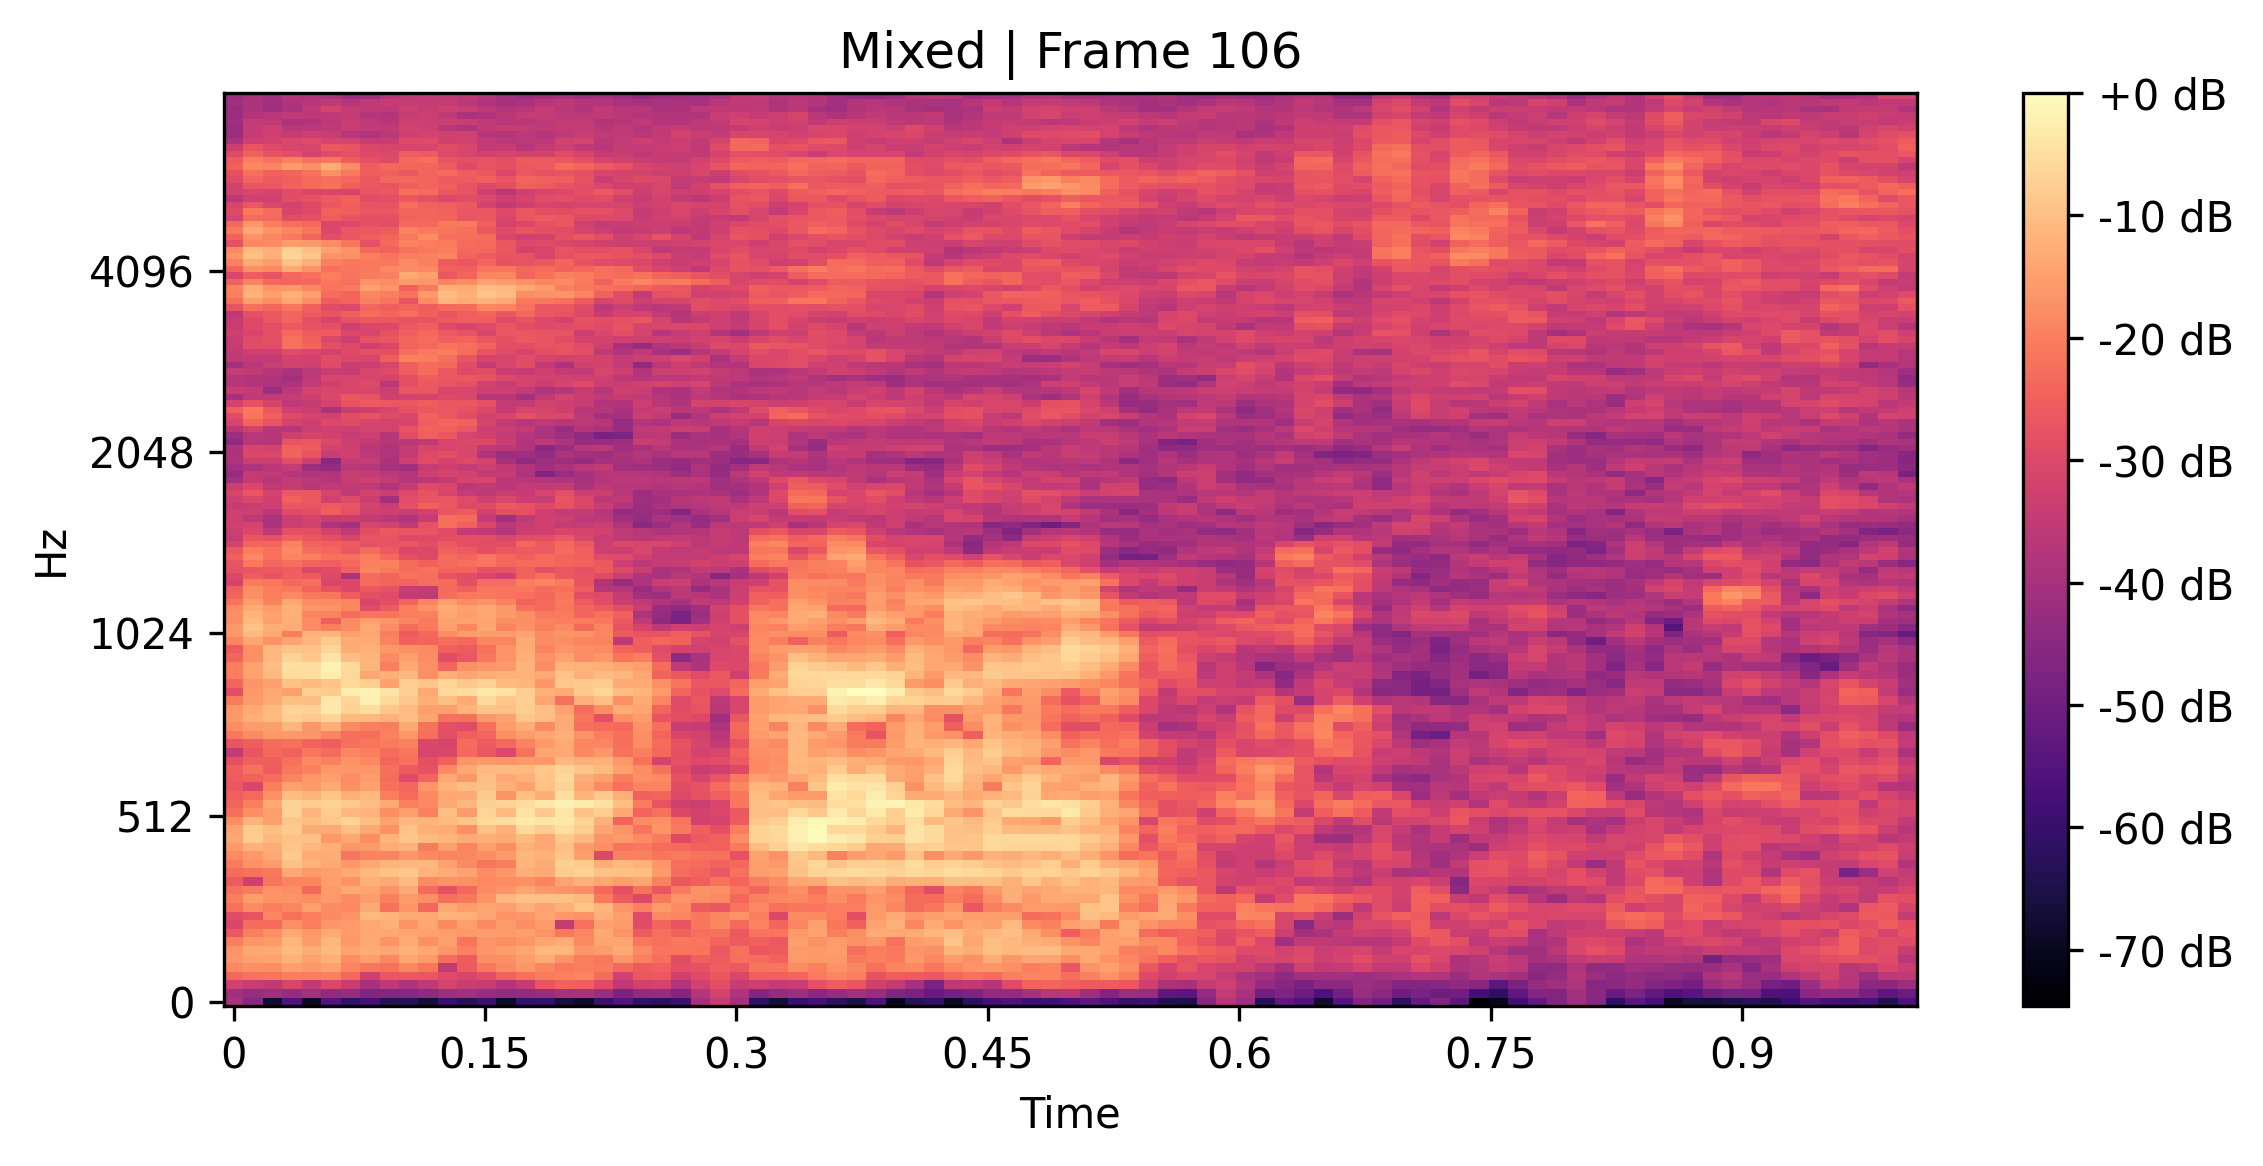 Mixed | Frame 106
+0 dB
-10 dB
-20 dB
-30 dB
-40 dB
-50 dB
-60 dB
-70 dB
Hz
4096
2048
1024
512
0
0 0.15 0.3 0.45 0.6 0.75 0.9
Time